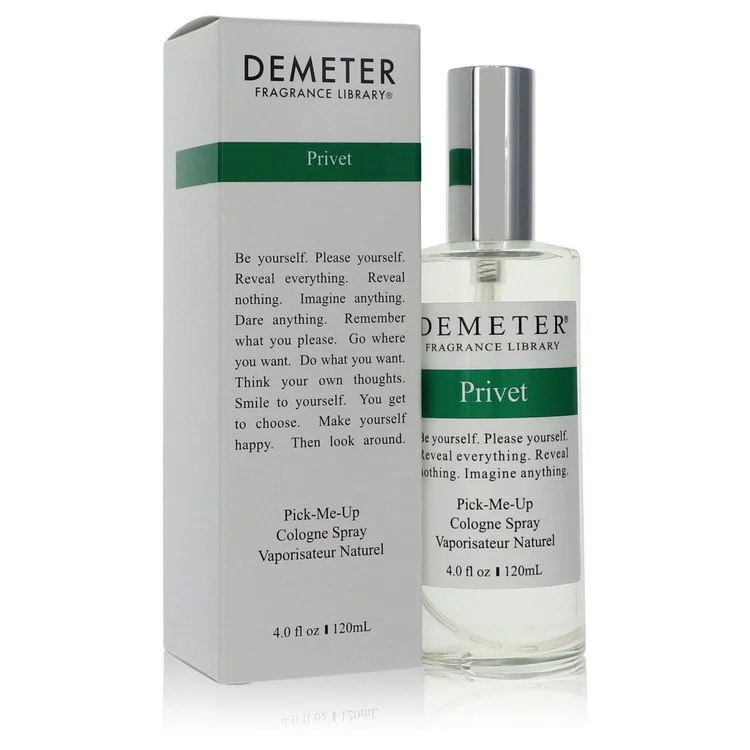 DEMETER
FRAGRANCE LIBRARY®
Privet
Be yourself. Please yourself.
Reveal everything. Reveal
nothing. Imagine anything.
Dare anything. Remember
what you please. Go where
you want. Do what you want.
Think your own thoughts.
Smile to yourself. You get
to choose. Make yourself
happy. Then look around.
Pick-Me-Up
Cologne Spray
Vaporisateur Naturel
4.0 fl oz 120mL
DEMETER®
FRAGRANCE LIBRARY
Privet
Be yourself. Please yourself.
Reveal everything. Reveal
nothing. Imagine anything.
Pick-Me-Up
Cologne Spray
Vaporisateur Naturel
4.0 fl oz 120mL